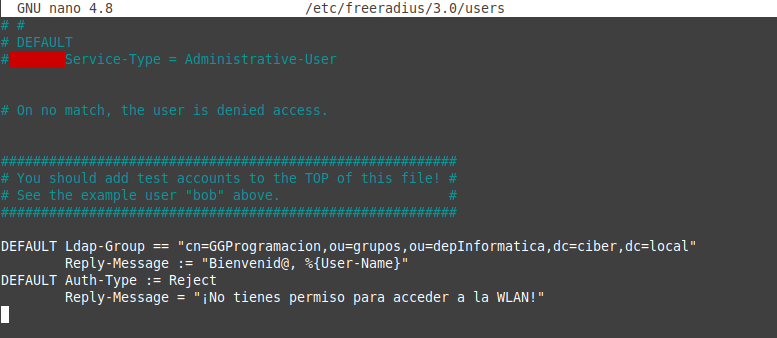 GNU nano 4.8 /etc/freeradius/3.0/users
# #
# DEFAULT
# Service-Type = Administrative-User
# On no match, the user is denied access.
#########################################################
# You should add test accounts to the TOP of this file! #
# See the example user "bob" above. #
#########################################################
DEFAULT Ldap-Group == "cn=GGProgramacion,ou=grupos,ou=depInformatica,dc=ciber,dc=local"
Reply-Message := "Bienvenid@, %{User-Name}"
DEFAULT Auth-Type := Reject
Reply-Message = "¡No tienes permiso para acceder a la WLAN!"